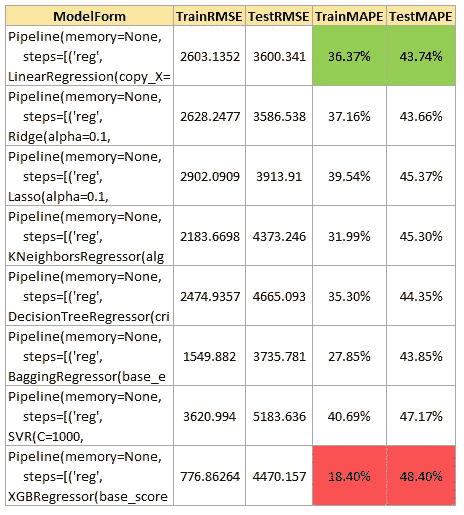 ModelForm TrainRMSE TestRMSE TrainMAPE TestMAPE
Pipeline(memory=None,
steps=[('reg', 2603.1352 3600.341 36.37% 43.74%
LinearRegression(copy_X=
Pipeline(memory=None,
steps=[('reg', 2628.2477 3586.538 37.16% 43.66%
Ridge(alpha=0.1,
Pipeline(memory=None,
steps=[('reg', 2902.0909 3913.91 39.54% 45.37%
Lasso(alpha=0.1,
Pipeline(memory=None,
steps=[('reg', 2183.6698 4373.246 31.99% 45.30%
KNeighborsRegressor(alg
Pipeline(memory=None,
steps=[('reg', 2474.9357 4665.093 35.30% 44.35%
DecisionTreeRegressor(cri
Pipeline(memory=None,
steps=[('reg', 1549.882 3735.781 27.85% 43.85%
BaggingRegressor(base_e
Pipeline(memory=None,
steps=[('reg', 3620.994 5183.636 40.69% 47.17%
SVR(C=1000,
Pipeline(memory=None,
steps=[('reg', 776.86264 4470.157 18.40% 48.40%
XGBRegressor(base_score